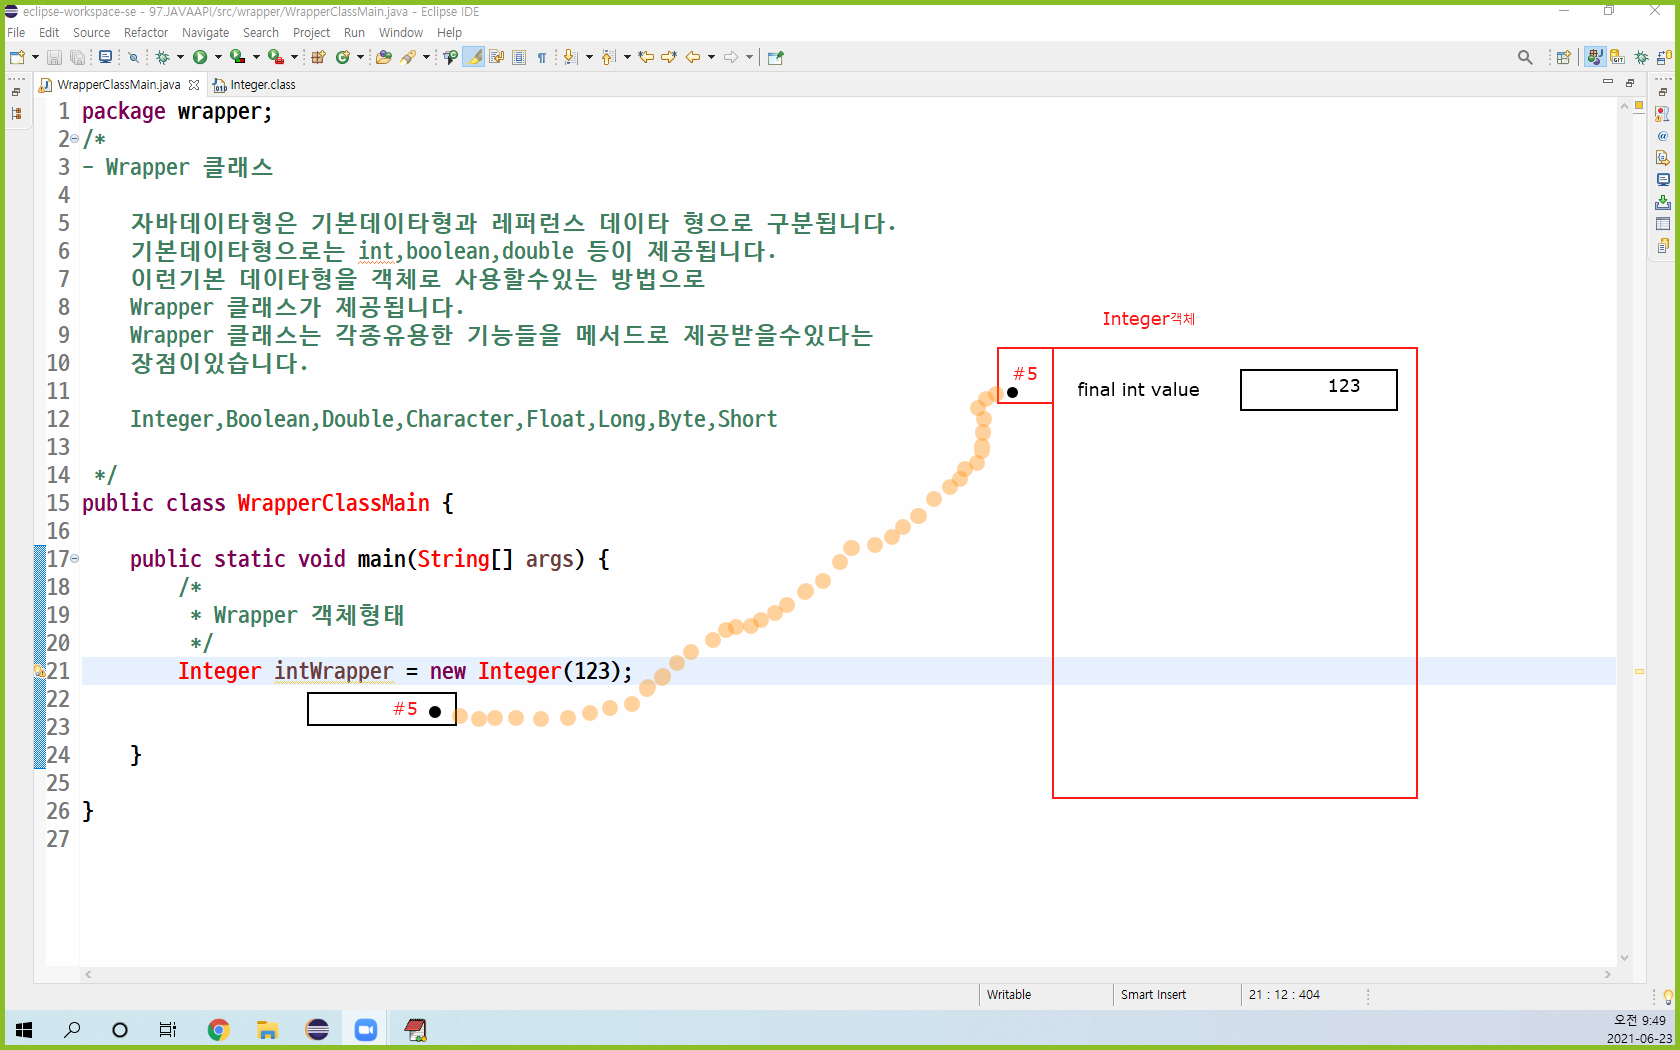 eclipse-workspace-se - 97.JAVAAPI/src/wrapper/WrapperClassMain.java - Eclipse IDE
File Edit Source Refactor Navigate Search Project Run Window Help
WrapperClassMain.java Integer.class
1 package wrapper;
2 /*
3 - Wrapper 클래스
4
5 자바데이타형은 기본데이타형과 레퍼런스 데이타 형으로 구분됩니다.
6 기본데이타형으로는 int,boolean,double 등이 제공됩니다.
7 이런기본 데이타형을 객체로 사용할수있는 방법으로
8 Wrapper 클래스가 제공됩니다.
9 Wrapper 클래스는 각종유용한 기능들을 메서드로 제공받을수있다는
10 장점이있습니다.
11
12 Integer,Boolean,Double,Character,Float,Long,Byte,Short
13
14 */
15 public class WrapperClassMain {
16
17 public static void main(String[] args) {
18 /*
19 * Wrapper 객체형태
20 */
21 Integer intWrapper = new Integer(123);
22
23
24 }
25
26 }
27
#5
Integer객체
#5
final int value 123
Writable Smart Insert 21 : 12 : 404
오전 9:49
2021-06-23